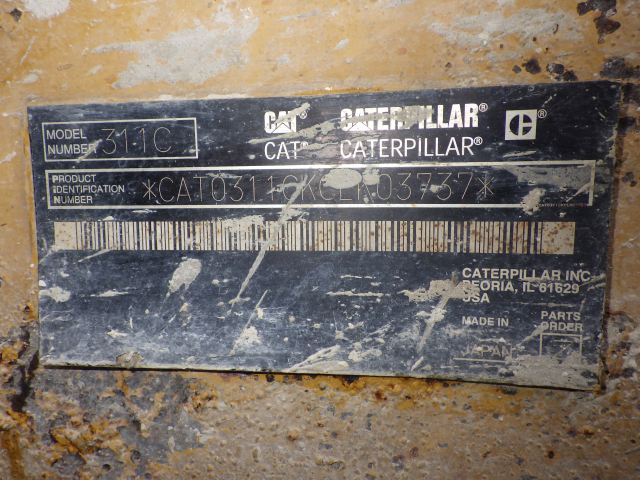 MODEL NUMBER 311C
CAT CATERPILLAR® C®
CAT® CATERPILLAR®
PRODUCT IDENTIFICATION NUMBER *CAT0311CKCLK03737*
CATERPILLAR INC
PEORIA, IL 61629
USA
MADE IN
JAPAN
PARTS ORDER